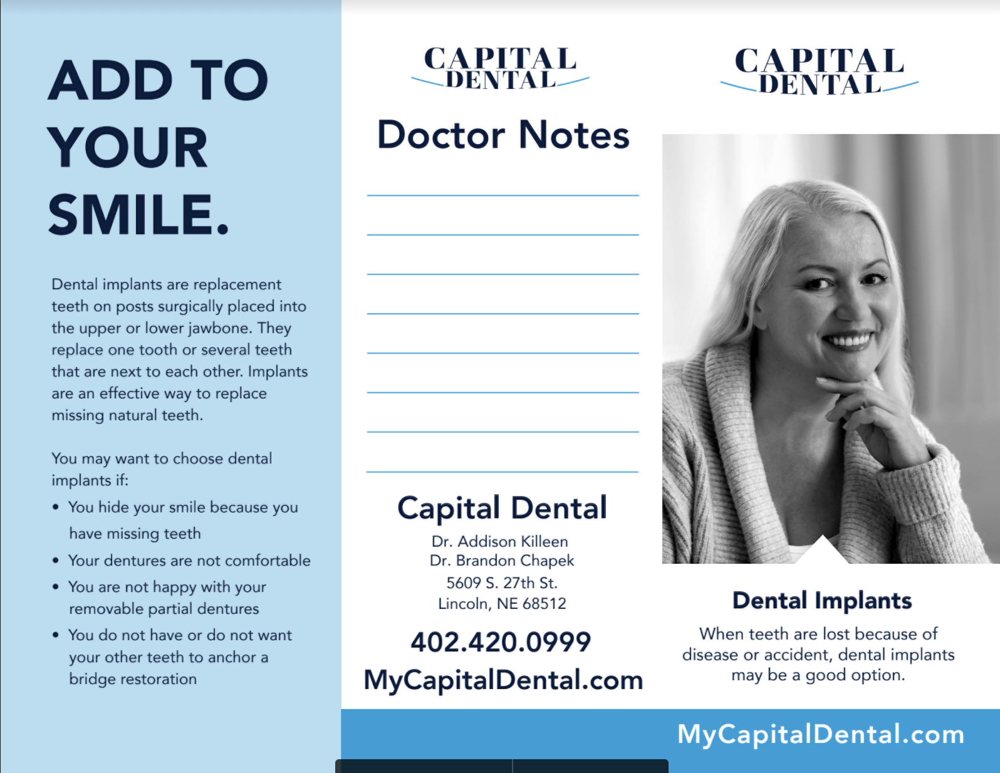 ADD TO
YOUR
SMILE.
Dental implants are replacement
teeth on posts surgically placed into
the upper or lower jawbone. They
replace one tooth or several teeth
that are next to each other. Implants
are an effective way to replace
missing natural teeth.
You may want to choose dental
implants if:
• You hide your smile because you
have missing teeth
• Your dentures are not comfortable
• You are not happy with your
removable partial dentures
• You do not have or do not want
your other teeth to anchor a
bridge restoration
CAPITAL
DENTAL
Doctor Notes
Capital Dental
Dr. Addison Killeen
Dr. Brandon Chapek
5609 S. 27th St.
Lincoln, NE 68512
402.420.0999
MyCapitalDental.com
CAPITAL
DENTAL
Dental Implants
When teeth are lost because of
disease or accident, dental implants
may be a good option.
MyCapitalDental.com